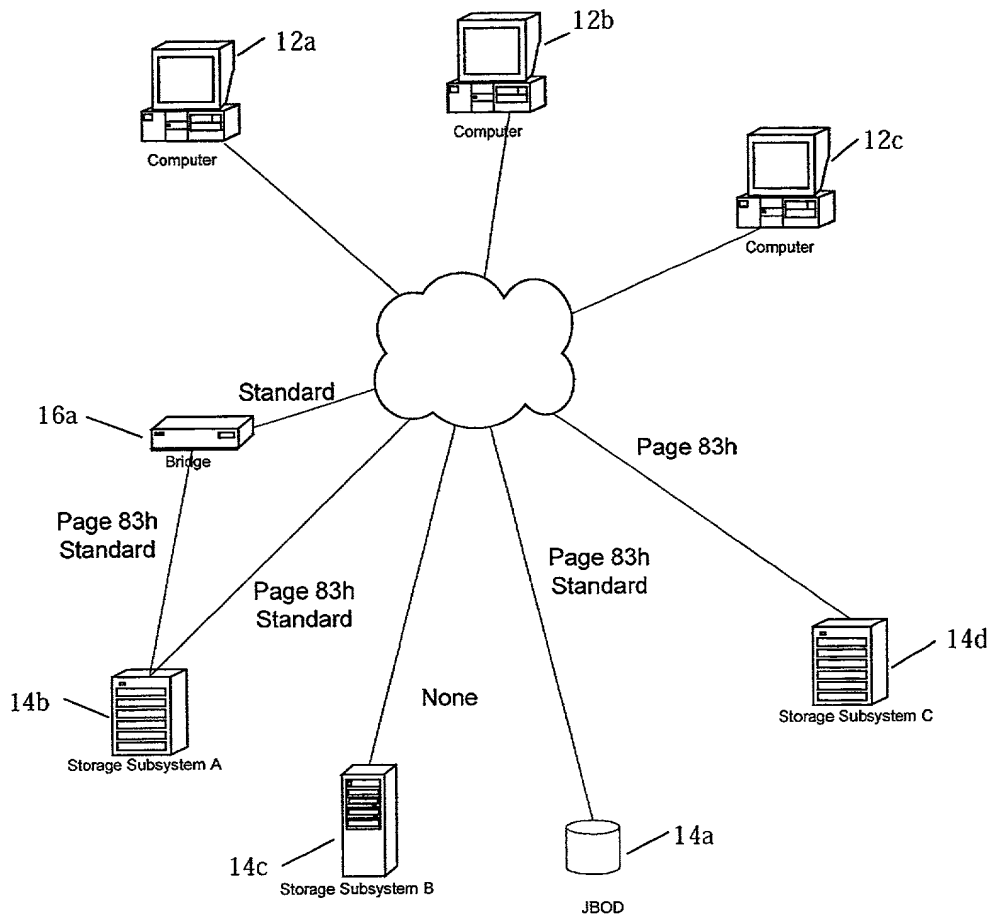 12a
12b
12c
Computer
Computer
Computer
Standard
16a
Bridge
Page 83h
Page 83h
Standard
Page 83h
Standard
Page 83h
Standard
14d
14b
None
Storage Subsystem C
Storage Subsystem A
14a
14c
Storage Subsystem B
JBOD